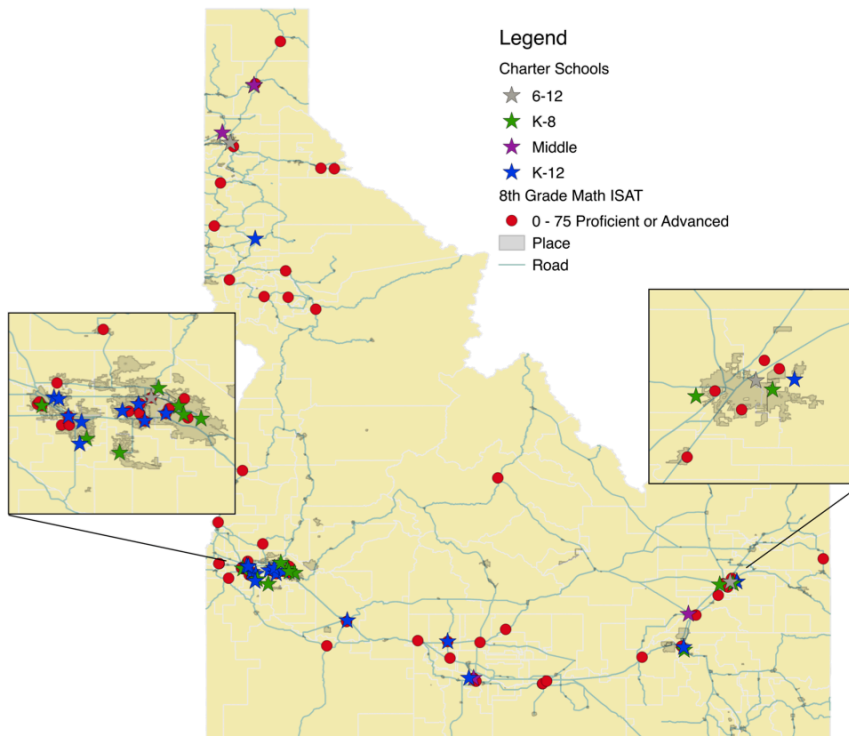 Legend
Charter Schools
6-12
K-8
Middle
K-12
8th Grade Math ISAT
0 - 75 Proficient or Advanced
Place
Road